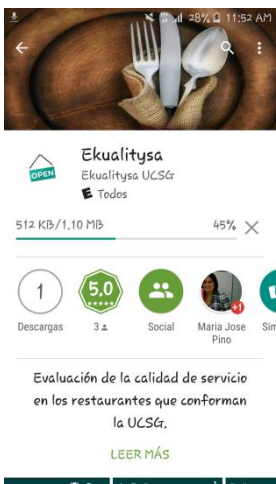 28% 11:52 AM
OPEN
Ekualitysa
Ekualitysa UCSG
E Todos
512 KB/1,10 MB 45%
1
5,0
+1
Descargas 3 Social Maria Jose Sim
Pino
Evaluación de la calidad de servicio
en los restaurantes que conforman
la UCSG.
LEER MÁS